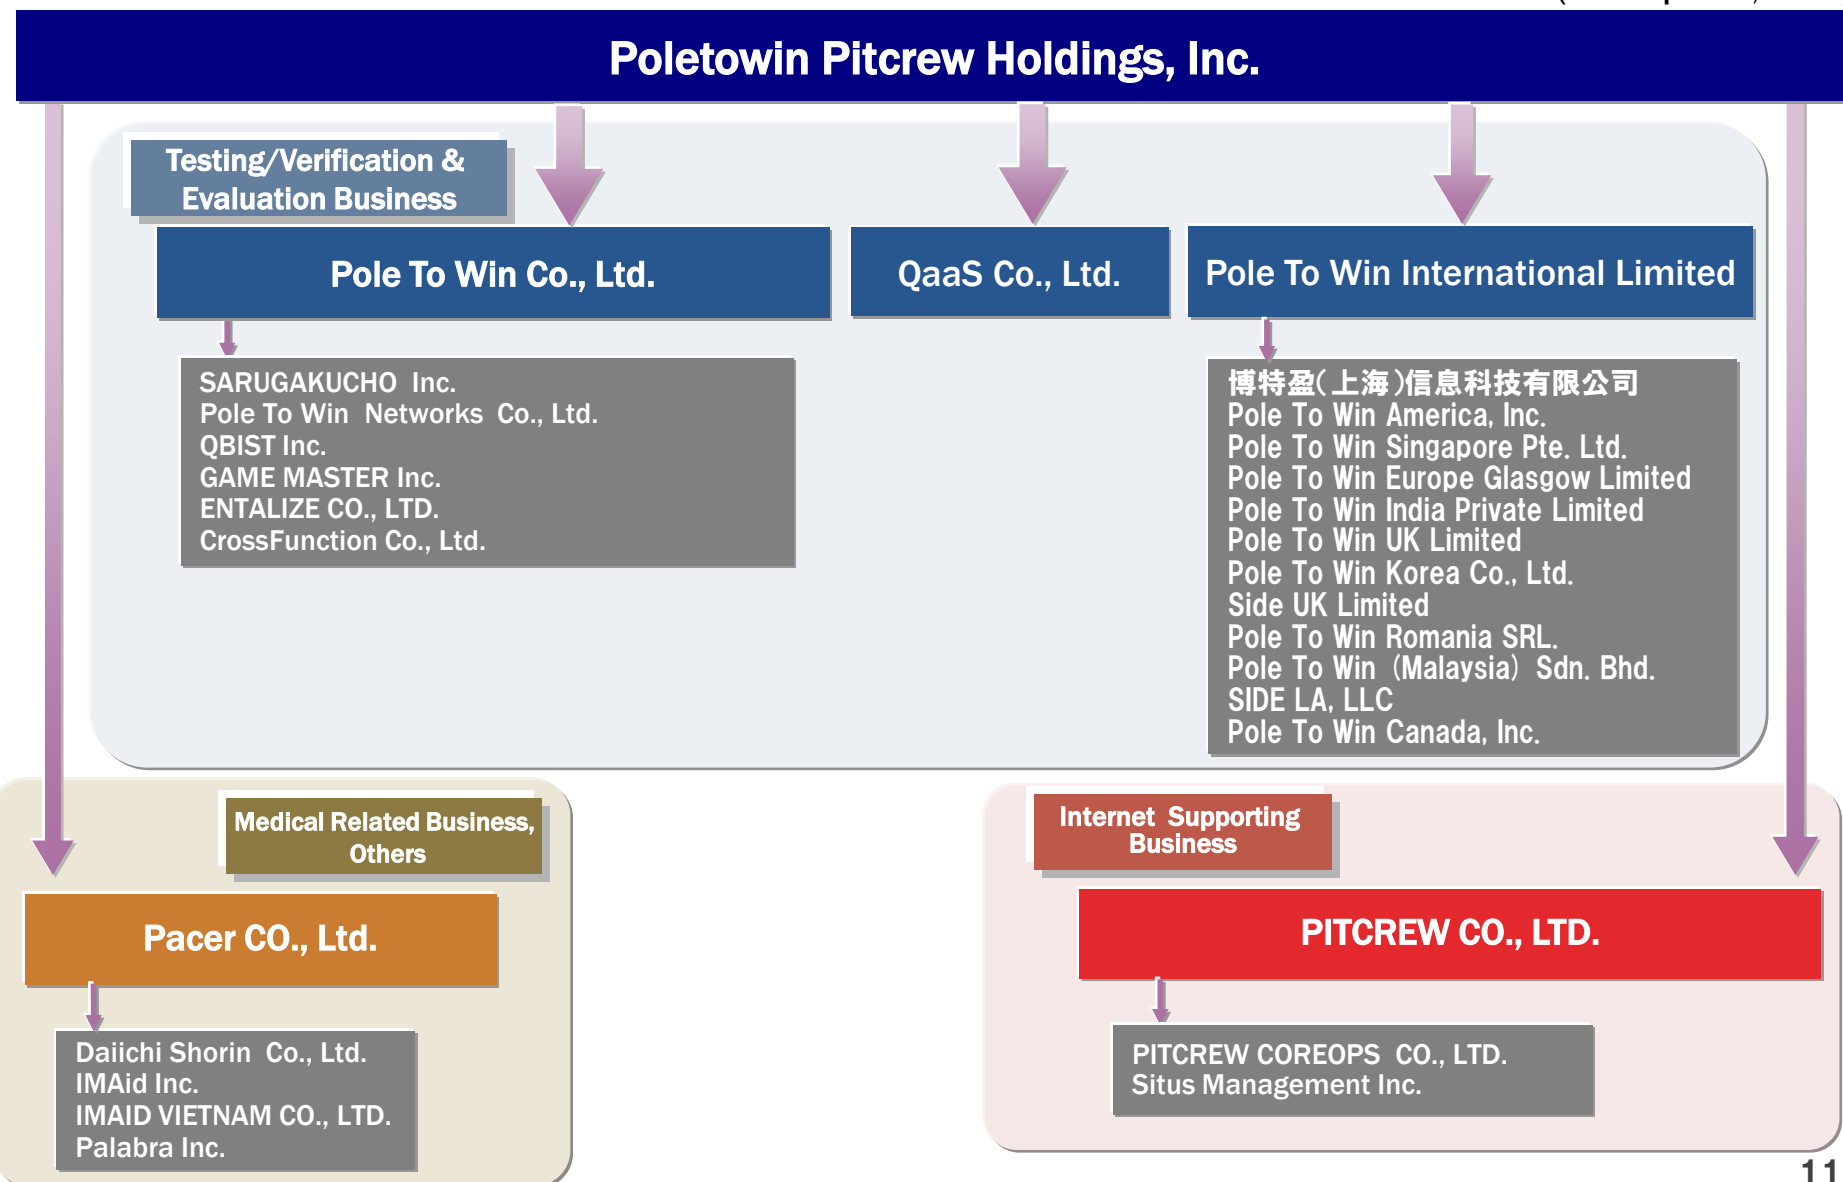 Poletowin Pitcrew Holdings, Inc.
Testing/Verification &
Evaluation Business
Pole To Win Co., Ltd.
QaaS Co., Ltd.
Pole To Win International Limited
SARUGAKUCHO Inc.
Pole To Win Networks Co., Ltd.
QBIST Inc.
GAME MASTER Inc.
ENTALIZE CO., LTD.
CrossFunction Co., Ltd.
博特盈(上海)信息科技有限公司
Pole To Win America, Inc.
Pole To Win Singapore Pte. Ltd.
Pole To Win Europe Glasgow Limited
Pole To Win India Private Limited
Pole To Win UK Limited
Pole To Win Korea Co., Ltd.
Side UK Limited
Pole To Win Romania SRL.
Pole To Win (Malaysia) Sdn. Bhd.
SIDE LA, LLC
Pole To Win Canada, Inc.
Medical Related Business,
Others
Pacer CO., Ltd.
Daiichi Shorin Co., Ltd.
IMAid Inc.
IMAID VIETNAM CO., LTD.
Palabra Inc.
Internet Supporting
Business
PITCREW CO., LTD.
PITCREW COREOPS CO., LTD.
Situs Management Inc.
11